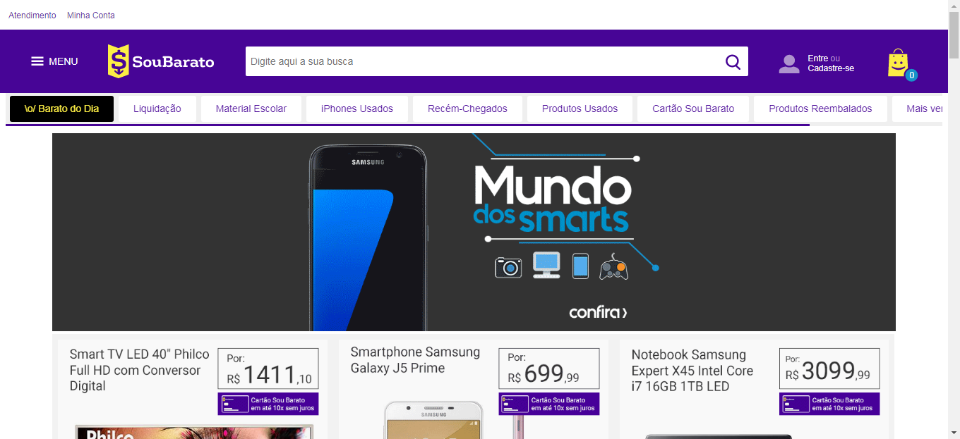 Atendimento Minha Conta
MENU
SouBarato
Digite aqui a sua busca
Entre ou
Cadastre-se
0
\o/ Barato do Dia
Liquidação
Material Escolar
iPhones Usados
Recém-Chegados
Produtos Usados
Cartão Sou Barato
Produtos Reembalados
Mais ver
SAMSUNG
Mundo
dos smarts
confira
Smart TV LED 40" Philco
Full HD com Conversor
Digital
Por:
R$ 1411,10
Cartão Sou Barato
em até 10x sem juros
Philco
Smartphone Samsung
Galaxy J5 Prime
Por:
R$ 699,99
Cartão Sou Barato
em até 10x sem juros
SAMSUNG
Notebook Samsung
Expert X45 Intel Core
i7 16GB 1TB LED
Por:
R$ 3099,99
Cartão Sou Barato
em até 10x sem juros